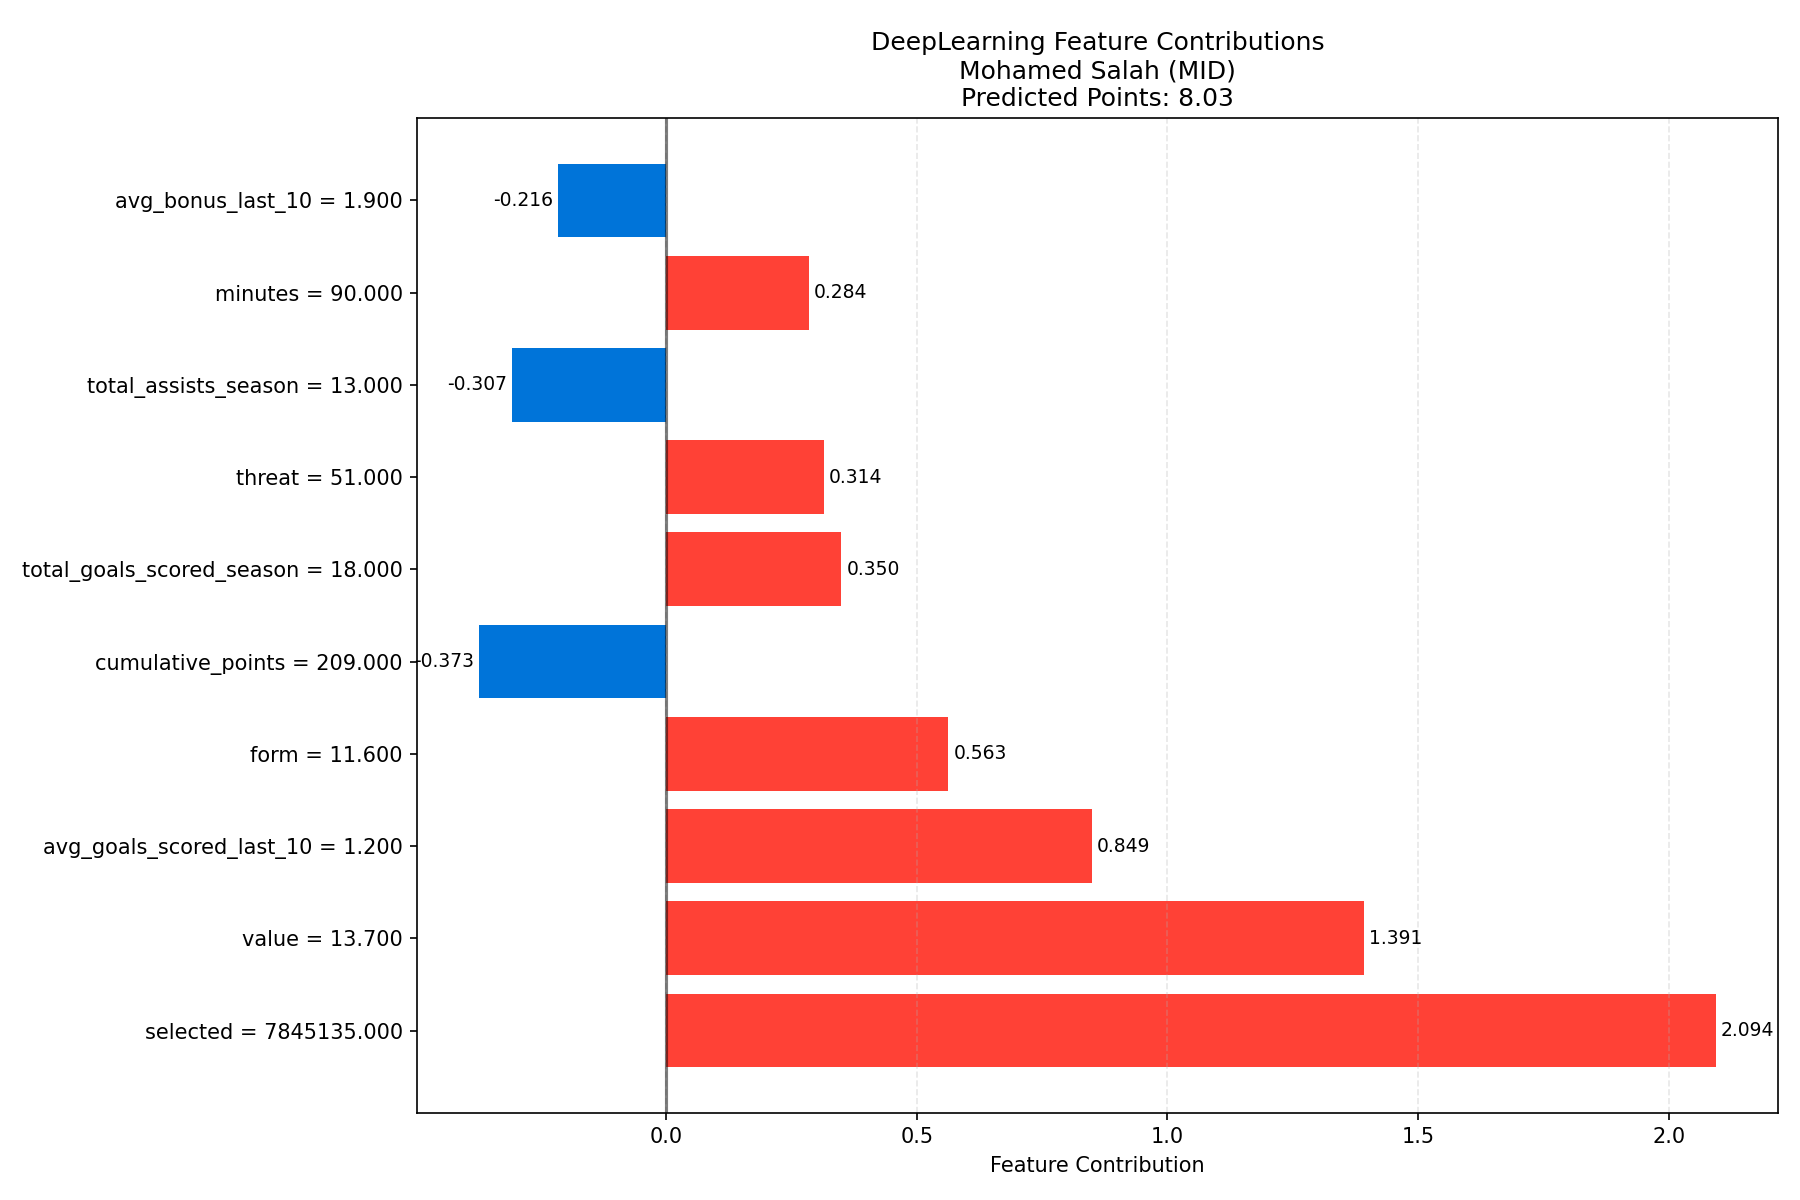 DeepLearning Feature Contributions
Mohamed Salah (MID)
Predicted Points: 8.03
avg_bonus_last_10 = 1.900
-0.216
minutes = 90.000
0.284
total_assists_season = 13.000
-0.307
threat = 51.000
0.314
total_goals_scored_season = 18.000
0.350
cumulative_points = 209.000
-0.373
form = 11.600
0.563
avg_goals_scored_last_10 = 1.200
0.849
value = 13.700
1.391
selected = 7845135.000
2.094
0.0 0.5 1.0 1.5 2.0
Feature Contribution